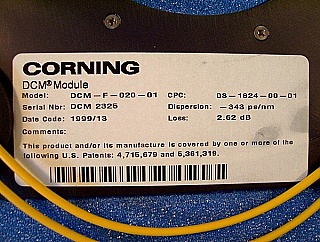 CORNING
DCM® Module
Model: DCM-F-020-01 CPC: DS-1624-00-01
Serial Nbr: DCM 2325 Dispersion: -343 ps/nm
Date Code: 1999/13 Loss: 2.62 dB
Comments:
This product and/or its manufacture is covered by one or more of the
following U.S. Patents: 4,715,679 and 5,361,319.